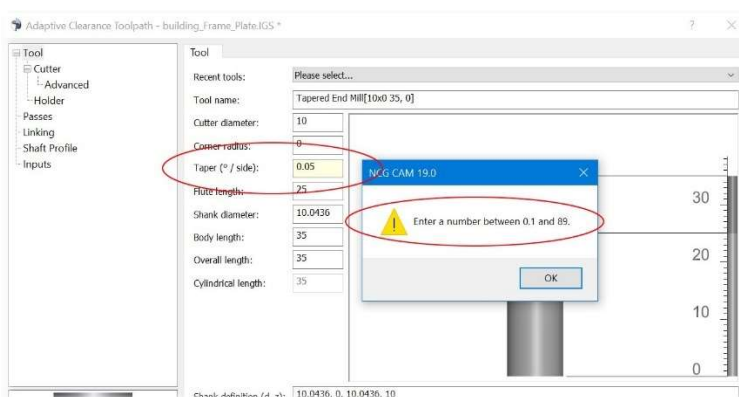 Adaptive Clearance Toolpath - building_Frame_Plate.IGS *
? ×
Tool
Cutter
Advanced
Holder
Passes
Linking
Shaft Profile
Inputs
Tool
Recent tools: Please select...
Tool name: Tapered End Mill[10x0 35, 0]
Cutter diameter: 10
Corner radius: 0
Taper (º / side): 0.05
Flute length: 25
Shank diameter: 10.0436
Body length: 35
Overall length: 35
Cylindrical length: 35
NCG CAM 19.0 ×
Enter a number between 0.1 and 89.
OK
30
20
10
0
Shank definition (d, z): 10.0436, 0, 10.0436, 10